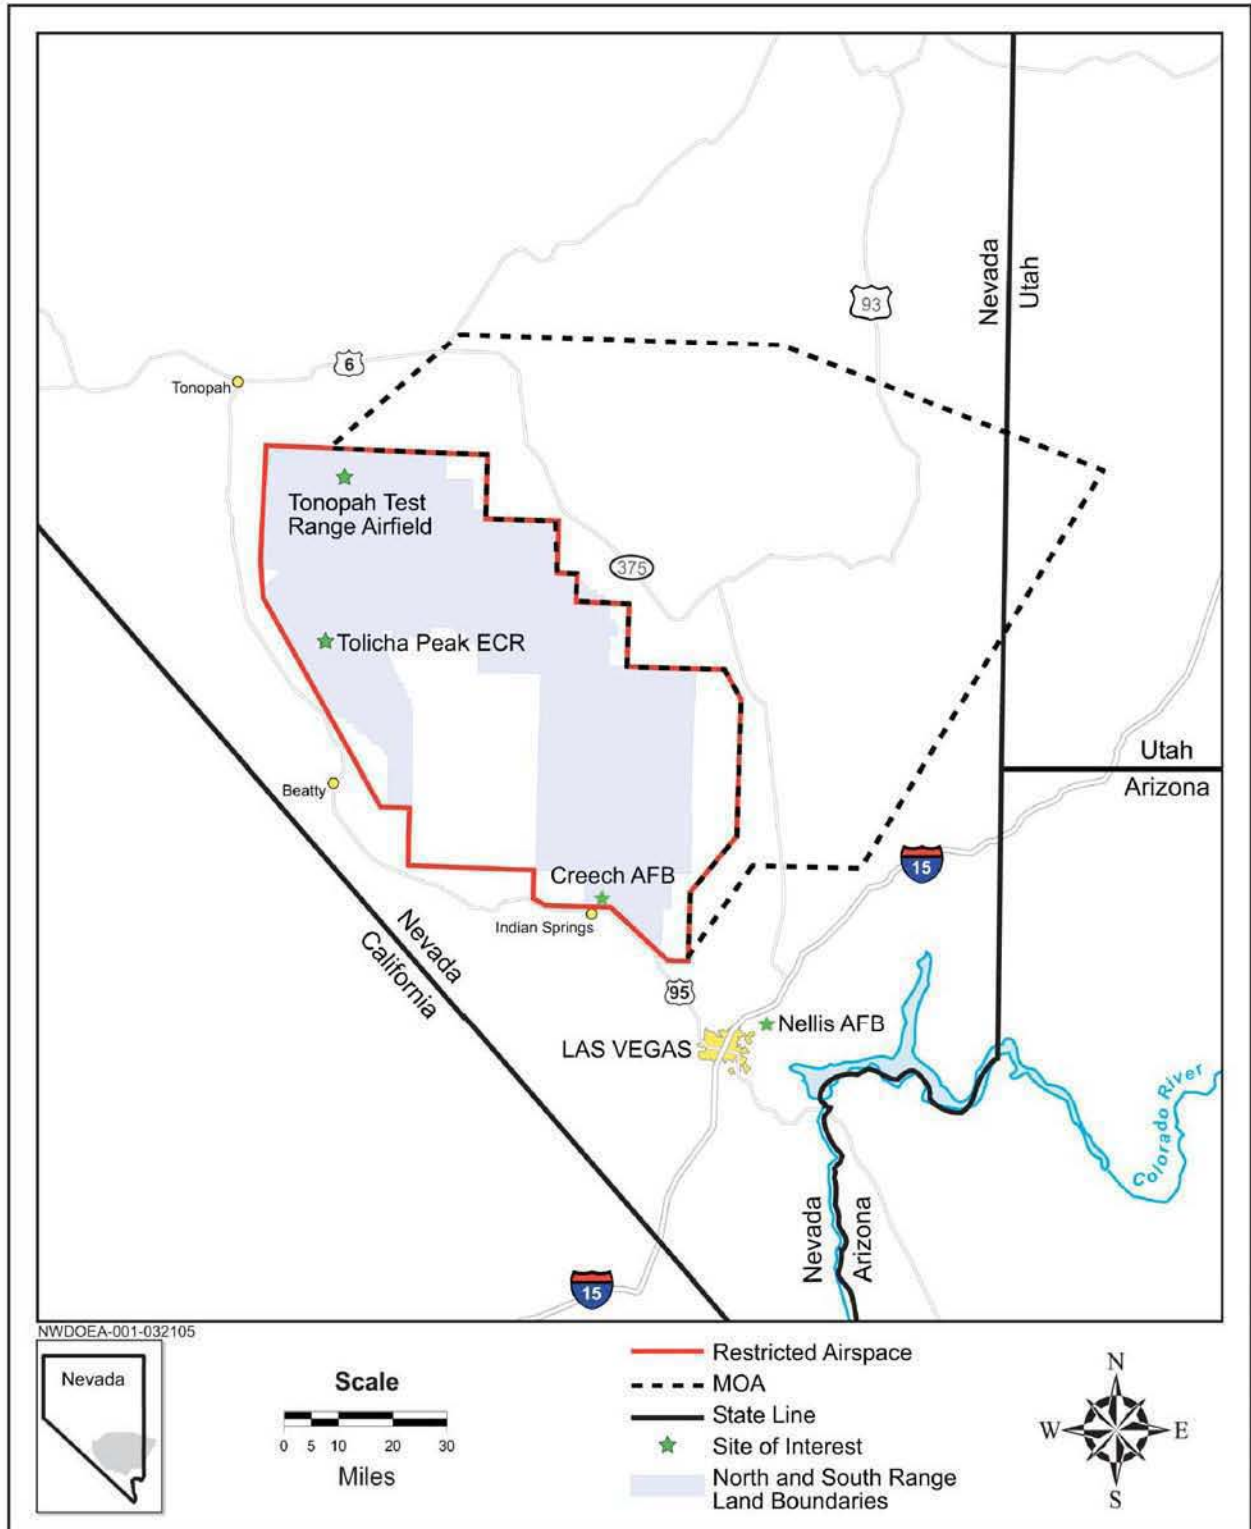 Nevada
Utah
93
6
Tonopah
Tonopah Test
Range Airfield
375
Tolicha Peak ECR
Utah
Arizona
Beatty
15
Creech AFB
Indian Springs
Nevada
California
95
Nellis AFB
LAS VEGAS
Colorado River
Nevada
Arizona
15
NWDOEA-001-032105
Nevada
Scale
0 5 10 20 30
Miles
Restricted Airspace
MOA
State Line
Site of Interest
North and South Range
Land Boundaries
N
W
E
S